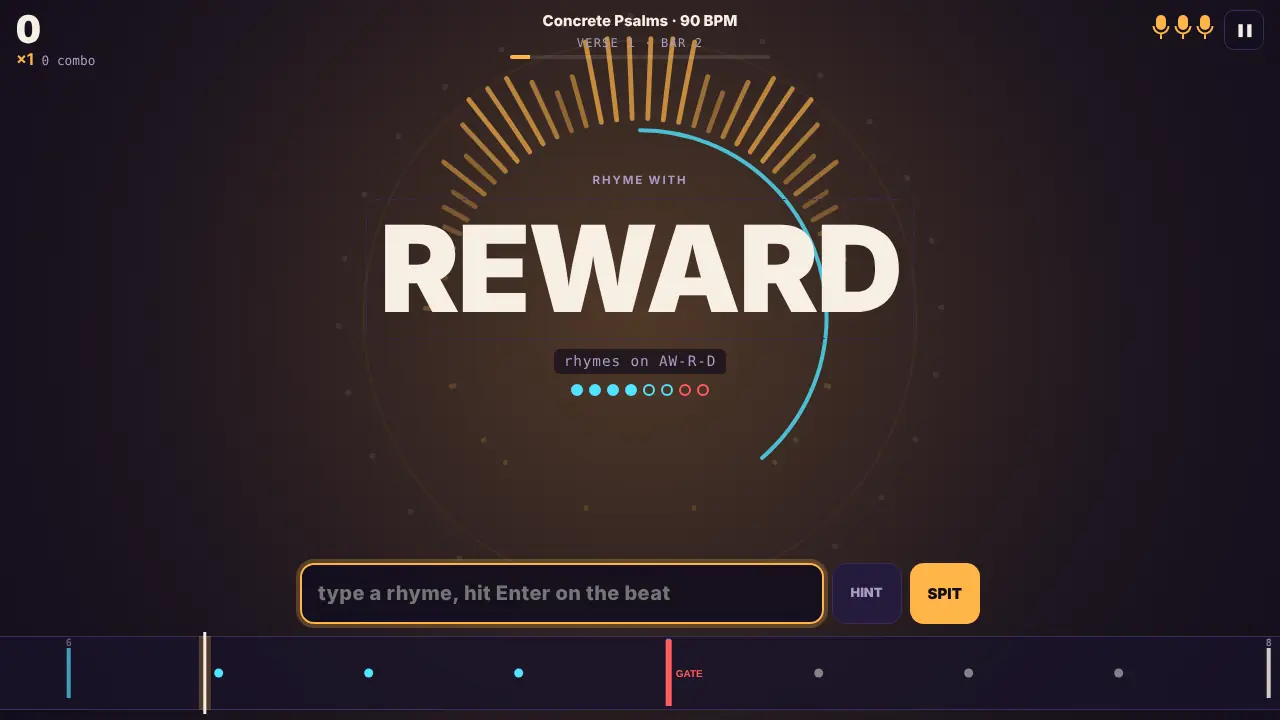 0
×1 0 combo
Concrete Psalms · 90 BPM
VERSE 1 · BAR 2
RHYME WITH
REWARD
rhymes on AW-R-D
type a rhyme, hit Enter on the beat
HINT
SPIT
6
GATE
8